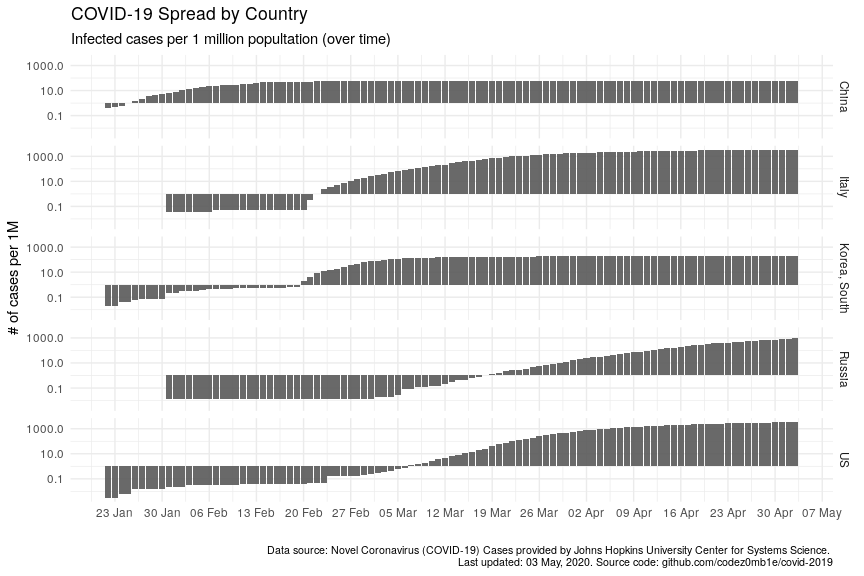 COVID-19 Spread by Country
Infected cases per 1 million popultation (over time)
# of cases per 1M
1000.0
10.0
0.1
China
1000.0
10.0
0.1
Italy
1000.0
10.0
0.1
Korea, South
1000.0
10.0
0.1
Russia
1000.0
10.0
0.1
US
23 Jan 30 Jan 06 Feb 13 Feb 20 Feb 27 Feb 05 Mar 12 Mar 19 Mar 26 Mar 02 Apr 09 Apr 16 Apr 23 Apr 30 Apr 07 May
Data source: Novel Coronavirus (COVID-19) Cases provided by Johns Hopkins University Center for Systems Science.
Last updated: 03 May, 2020. Source code: github.com/codez0mb1e/covid-2019